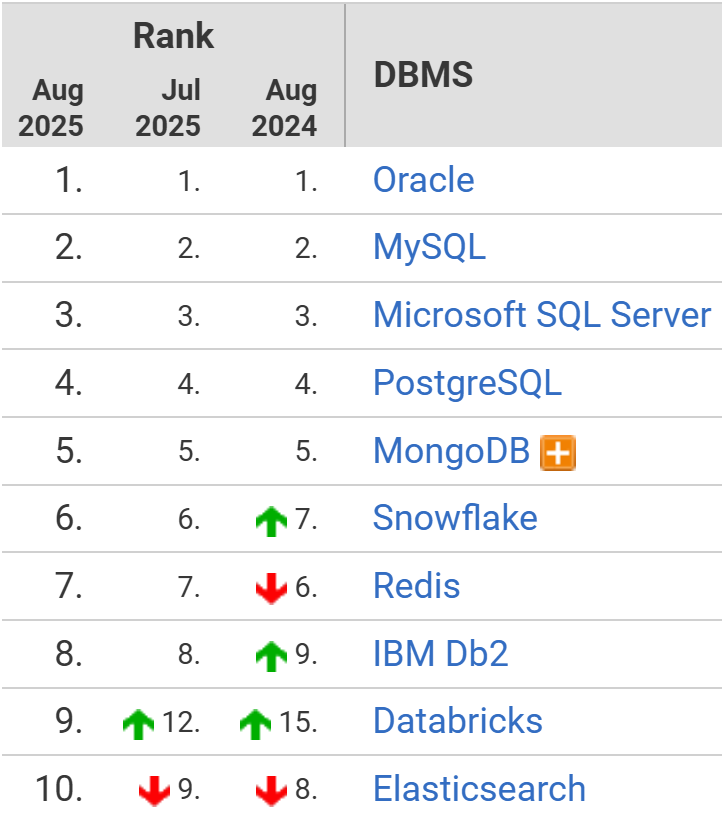 Rank
DBMS
Aug 2025 Jul 2025 Aug 2024
1. 1. 1. Oracle
2. 2. 2. MySQL
3. 3. 3. Microsoft SQL Server
4. 4. 4. PostgreSQL
5. 5. 5. MongoDB
6. 6. 7. Snowflake
7. 7. 6. Redis
8. 8. 9. IBM Db2
9. 12. 15. Databricks
10. 9. 8. Elasticsearch